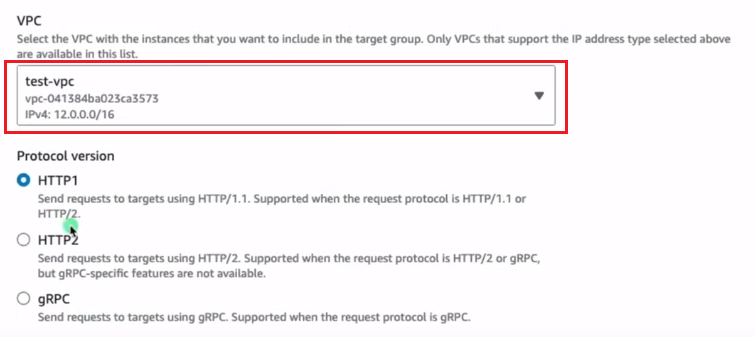 VPC
Select the VPC with the instances that you want to include in the target group. Only VPCs that support the IP address type selected above
are available in this list.
test-vpc
vpc-041384ba023ca3573
IPv4: 12.0.0.0/16
Protocol version
HTTP1
Send requests to targets using HTTP/1.1. Supported when the request protocol is HTTP/1.1 or
HTTP/2.
HTTP2
Send requests to targets using HTTP/2. Supported when the request protocol is HTTP/2 or gRPC,
but gRPC-specific features are not available.
gRPC
Send requests to targets using gRPC. Supported when the request protocol is gRPC.